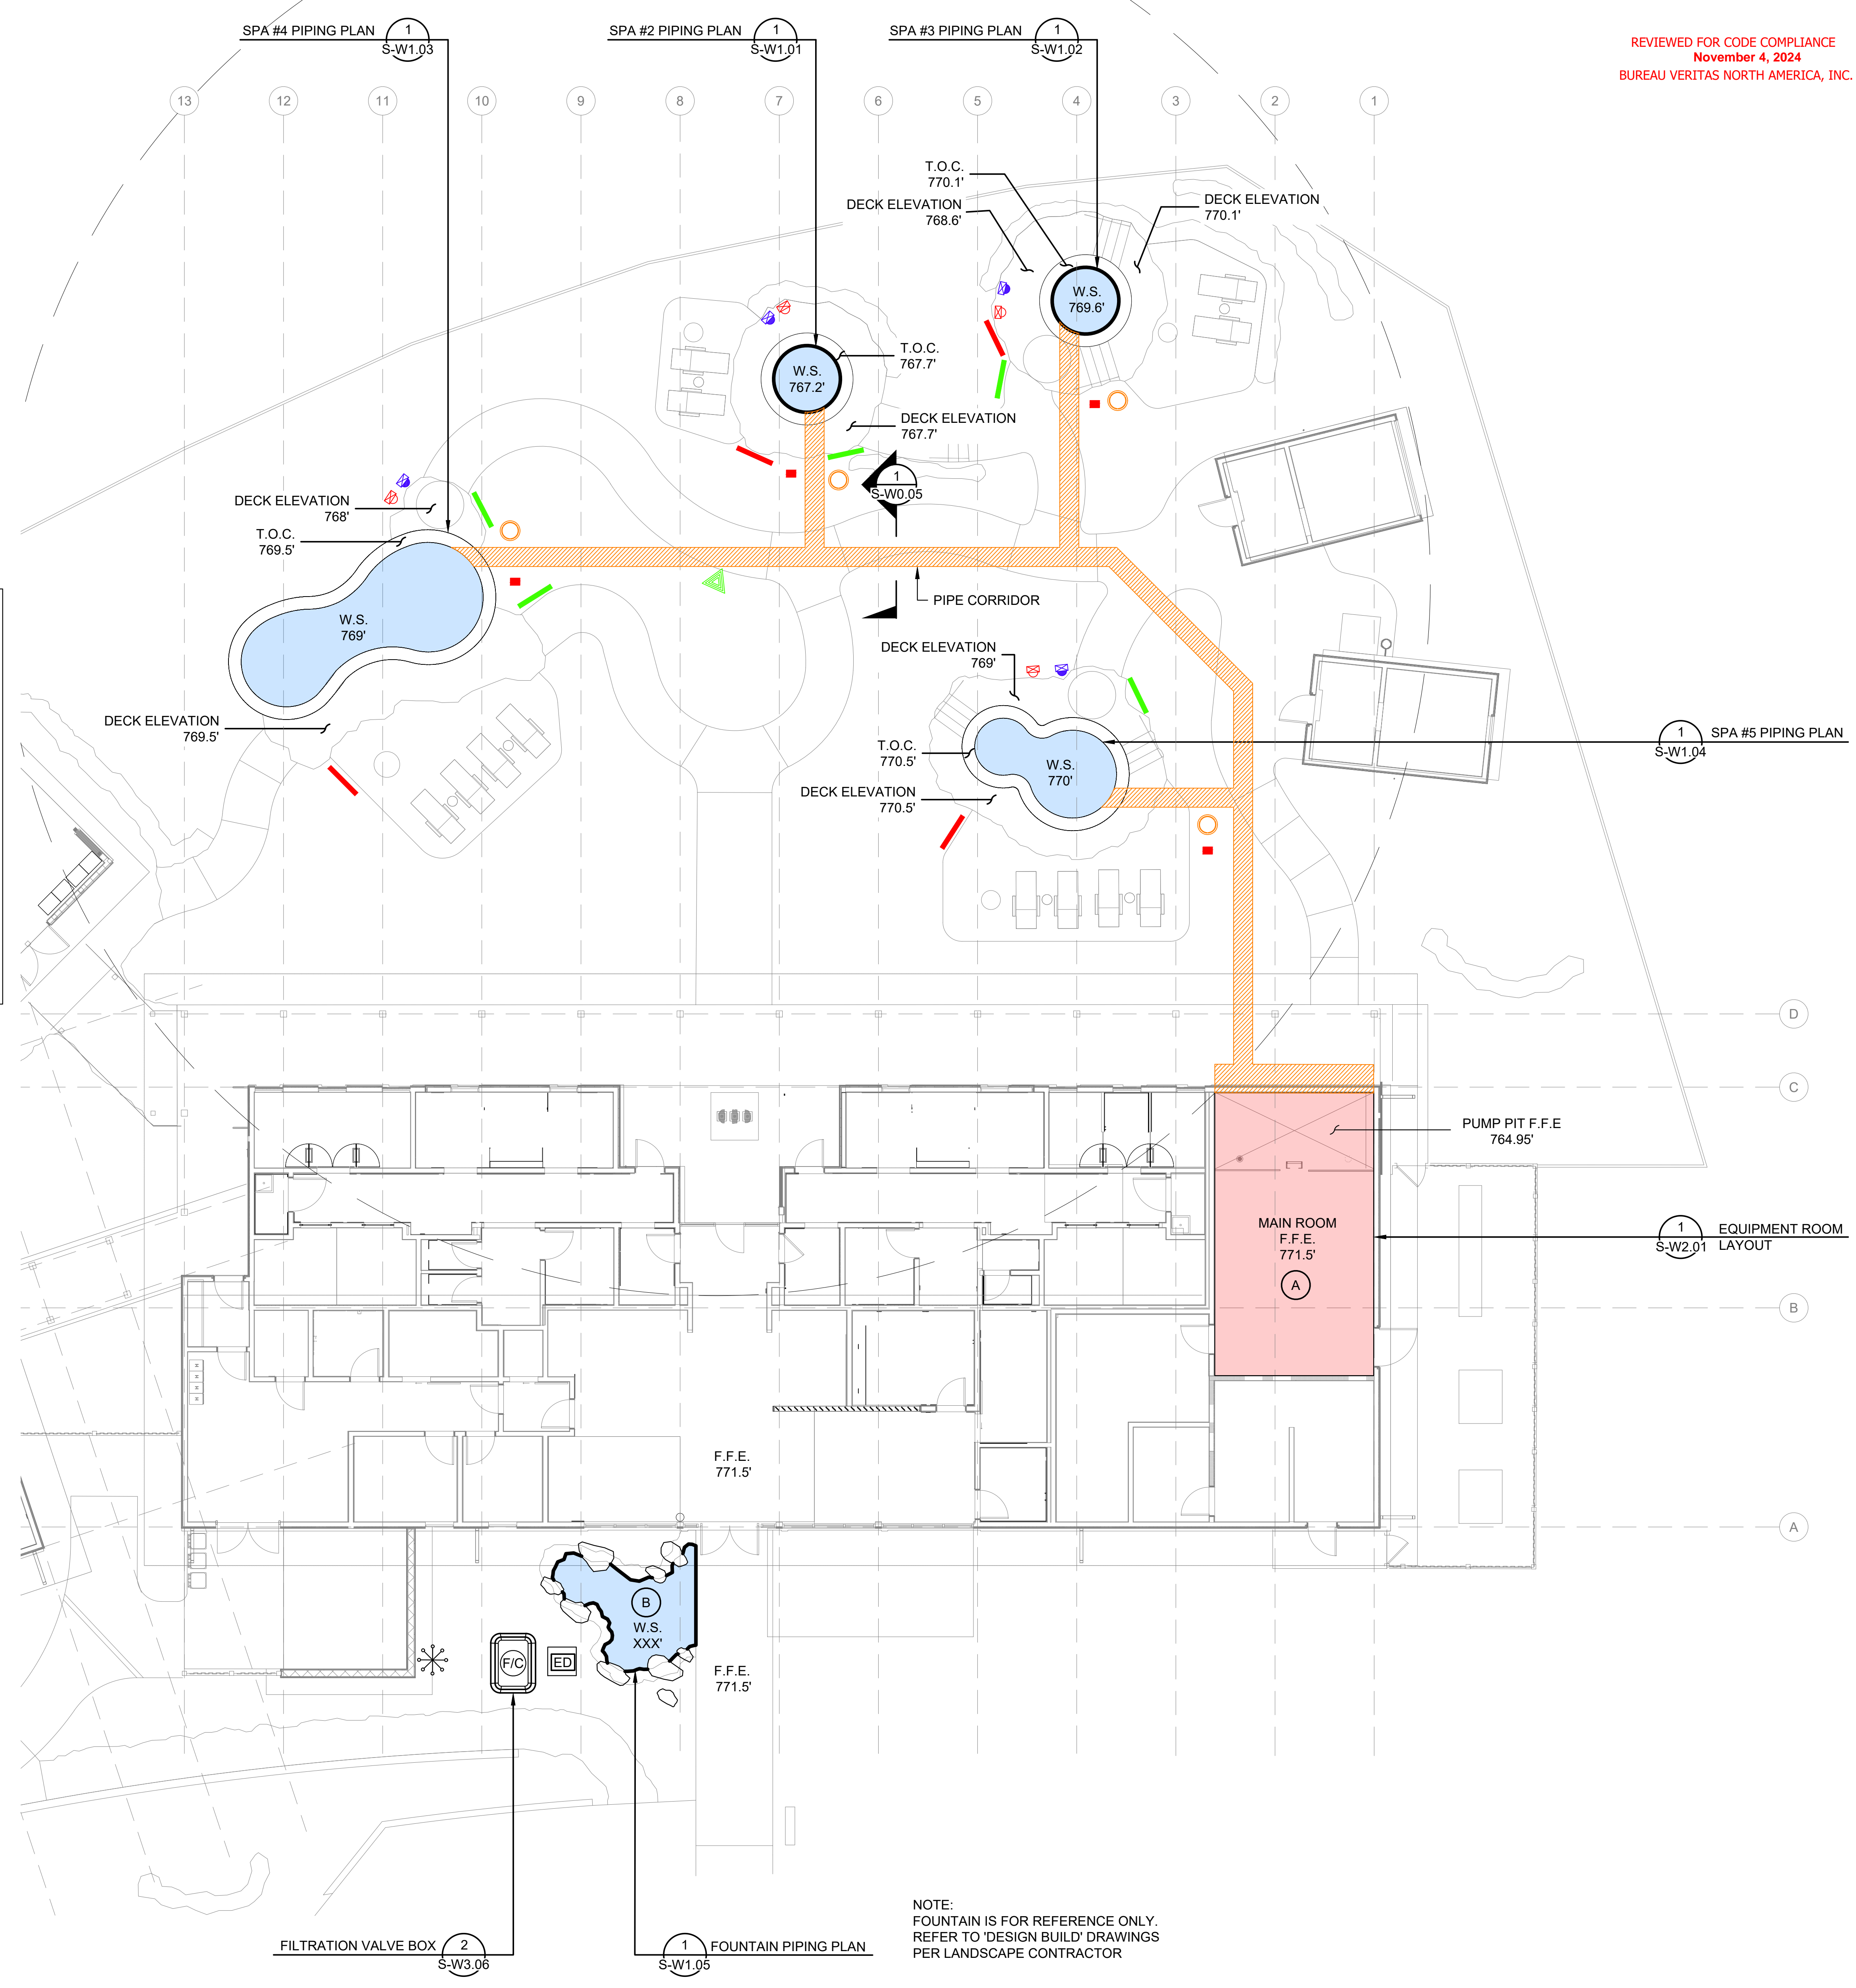 SPA #4 PIPING PLAN
1
S-W1.03
SPA #2 PIPING PLAN
1
S-W1.01
SPA #3 PIPING PLAN
1
S-W1.02
REVIEWED FOR CODE COMPLIANCE
November 4, 2024
BUREAU VERITAS NORTH AMERICA, INC.
13
12
11
10
9
8
7
6
5
4
3
2
1
T.O.C.
770.1'
DECK ELEVATION
768.6'
DECK ELEVATION
770.1'
W.S.
769.6'
T.O.C.
767.7'
W.S.
767.2'
DECK ELEVATION
767.7'
1
S-W0.05
DECK ELEVATION
768'
T.O.C.
769.5'
W.S.
769'
PIPE CORRIDOR
DECK ELEVATION
769'
DECK ELEVATION
769.5'
T.O.C.
770.5'
W.S.
770'
DECK ELEVATION
770.5'
1
S-W1.04
SPA #5 PIPING PLAN
D
C
PUMP PIT F.F.E
764.95'
MAIN ROOM
F.F.E.
771.5'
A
1
S-W2.01
EQUIPMENT ROOM
LAYOUT
B
F.F.E.
771.5'
A
B
W.S.
XXX'
F/C
ED
F.F.E.
771.5'
NOTE:
FOUNTAIN IS FOR REFERENCE ONLY.
REFER TO 'DESIGN BUILD' DRAWINGS
PER LANDSCAPE CONTRACTOR
FILTRATION VALVE BOX
2
S-W3.06
1
S-W1.05
FOUNTAIN PIPING PLAN